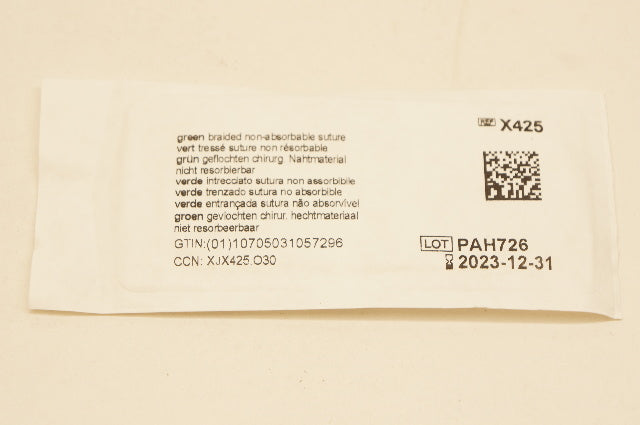 green braided non-absorbable suture
vert tressé suture non résorbable
grün geflochten chirurg. Nahtmaterial
nicht resorbierbar
verde intrecciato sutura non assorbibile
verde trenzado sutura no absorbible
verde entrançada sutura não absorvível
groen gevlochten chirur. hechtmateriaal
niet resorbeerbaar
GTIN:(01)10705031057296
CCN: XJX425.O30
REF X425
LOT PAH726
2023-12-31